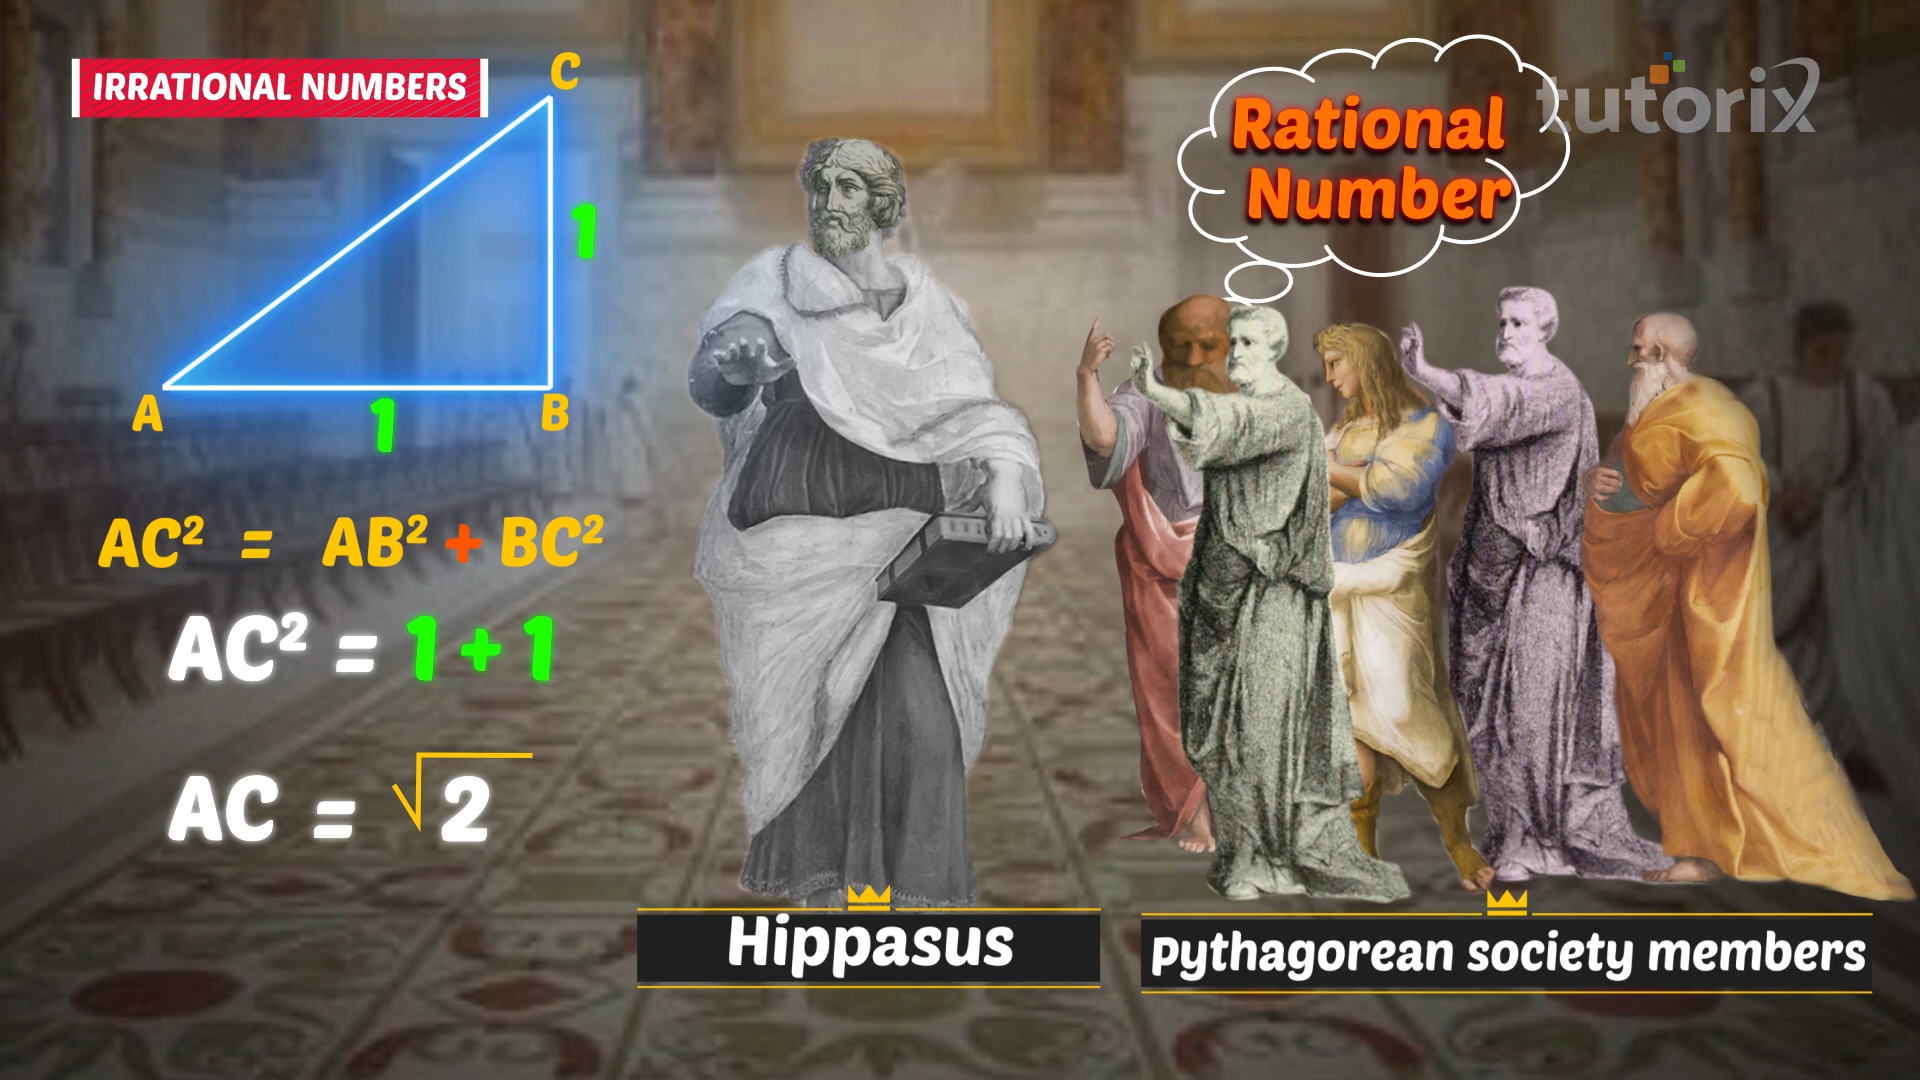 IRRATIONAL NUMBERS
C
1
A
1
B
AC² = AB² + BC²
AC² = 1 + 1
AC = √2
Rational
Number
tutorix
Hippasus
Pythagorean society members